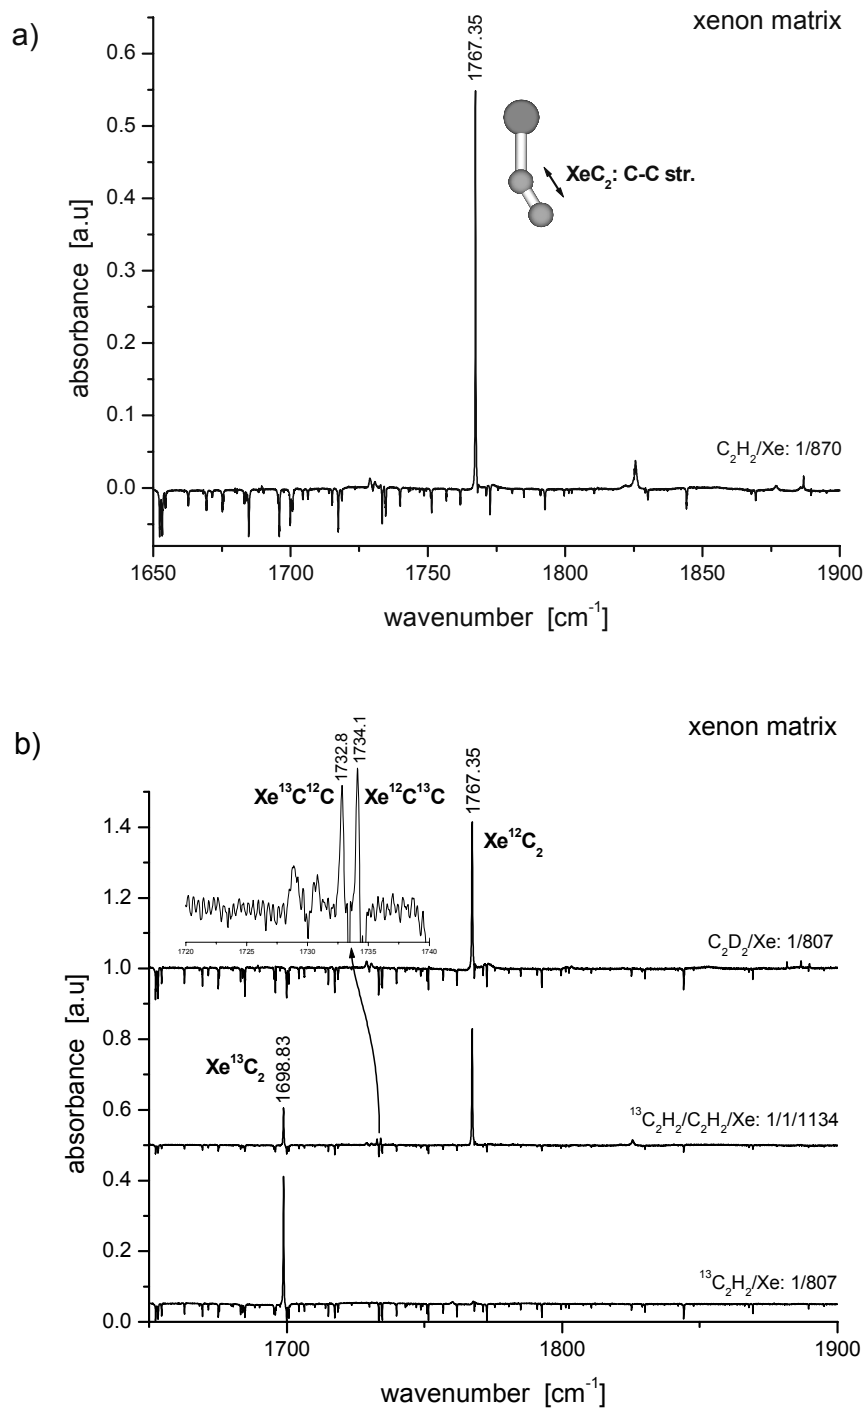 a)
xenon matrix
1767.35
XeC₂: C-C str.
C₂H₂/Xe: 1/870
absorbance [a.u]
0.6
0.5
0.4
0.3
0.2
0.1
0.0
1650 1700 1750 1800 1850 1900
wavenumber [cm⁻¹]
b)
xenon matrix
1732.8
1734.1
1767.35
Xe¹³C¹²C
Xe¹²C¹³C
Xe¹²C₂
1720 1725 1730 1735 1740
C₂D₂/Xe: 1/807
Xe¹³C₂
1698.83
¹³C₂H₂/C₂H₂/Xe: 1/1/1134
¹³C₂H₂/Xe: 1/807
absorbance [a.u]
1.4
1.2
1.0
0.8
0.6
0.4
0.2
0.0
1700 1800 1900
wavenumber [cm⁻¹]